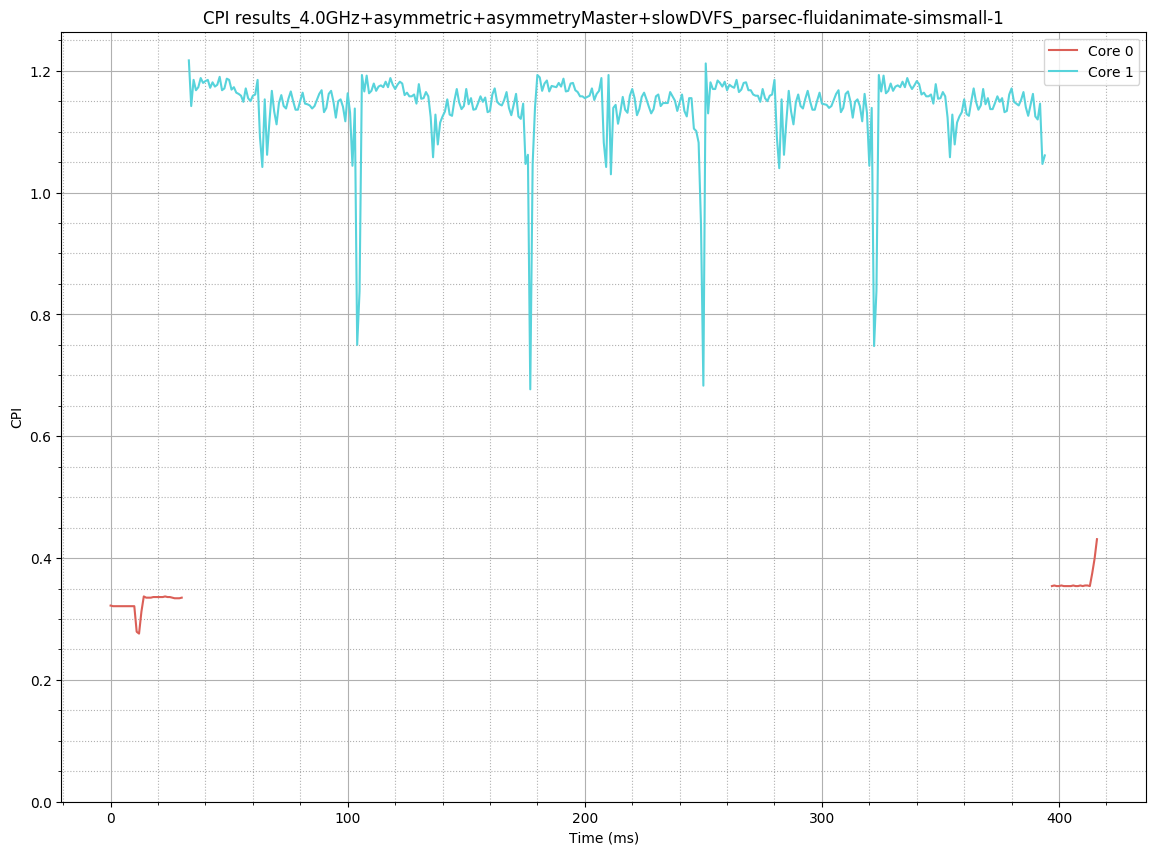 CPI results_4.0GHz+asymmetric+asymmetryMaster+slowDVFS_parsec-fluidanimate-simsmall-1
Core 0
Core 1
1.2
1.0
0.8
0.6
0.4
0.2
0.0
CPI
0
100
200
300
400
Time (ms)